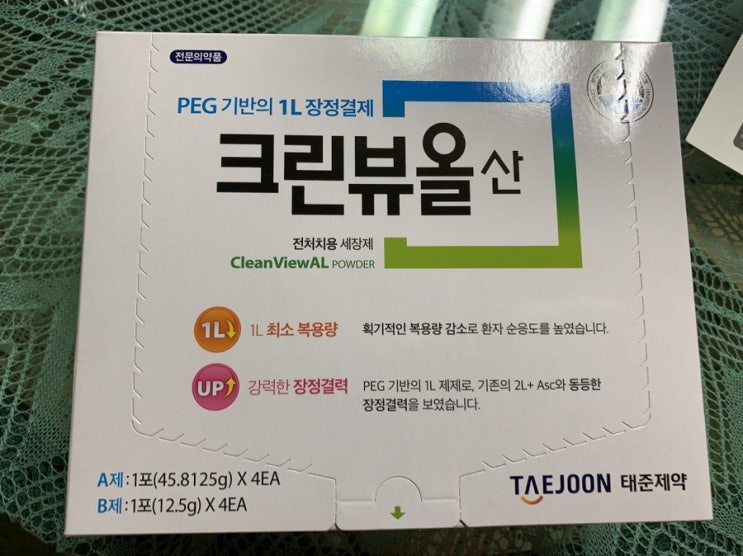 전문의약품
PEG 기반의 1L 장정결제
크린뷰올 산
전처치용 세장제
CleanViewAL POWDER
1L 1L 최소 복용량 획기적인 복용량 감소로 환자 순응도를 높였습니다.
UP 강력한 장정결력 PEG 기반의 1L 제제로, 기존의 2L+ Asc와 동등한
장정결력을 보였습니다.
A제 : 1포(45.8125g) X 4EA
B제 : 1포(12.5g) X 4EA
TAEJOON 태준제약